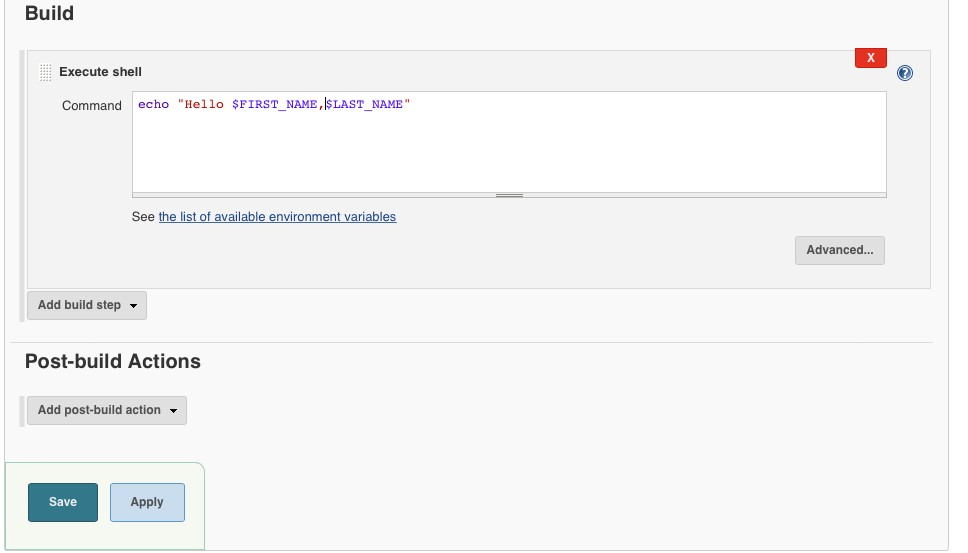 Build
X
Execute shell
?
Command
echo "Hello $FIRST_NAME,$LAST_NAME"
See the list of available environment variables
Advanced...
Add build step
Post-build Actions
Add post-build action
Save Apply